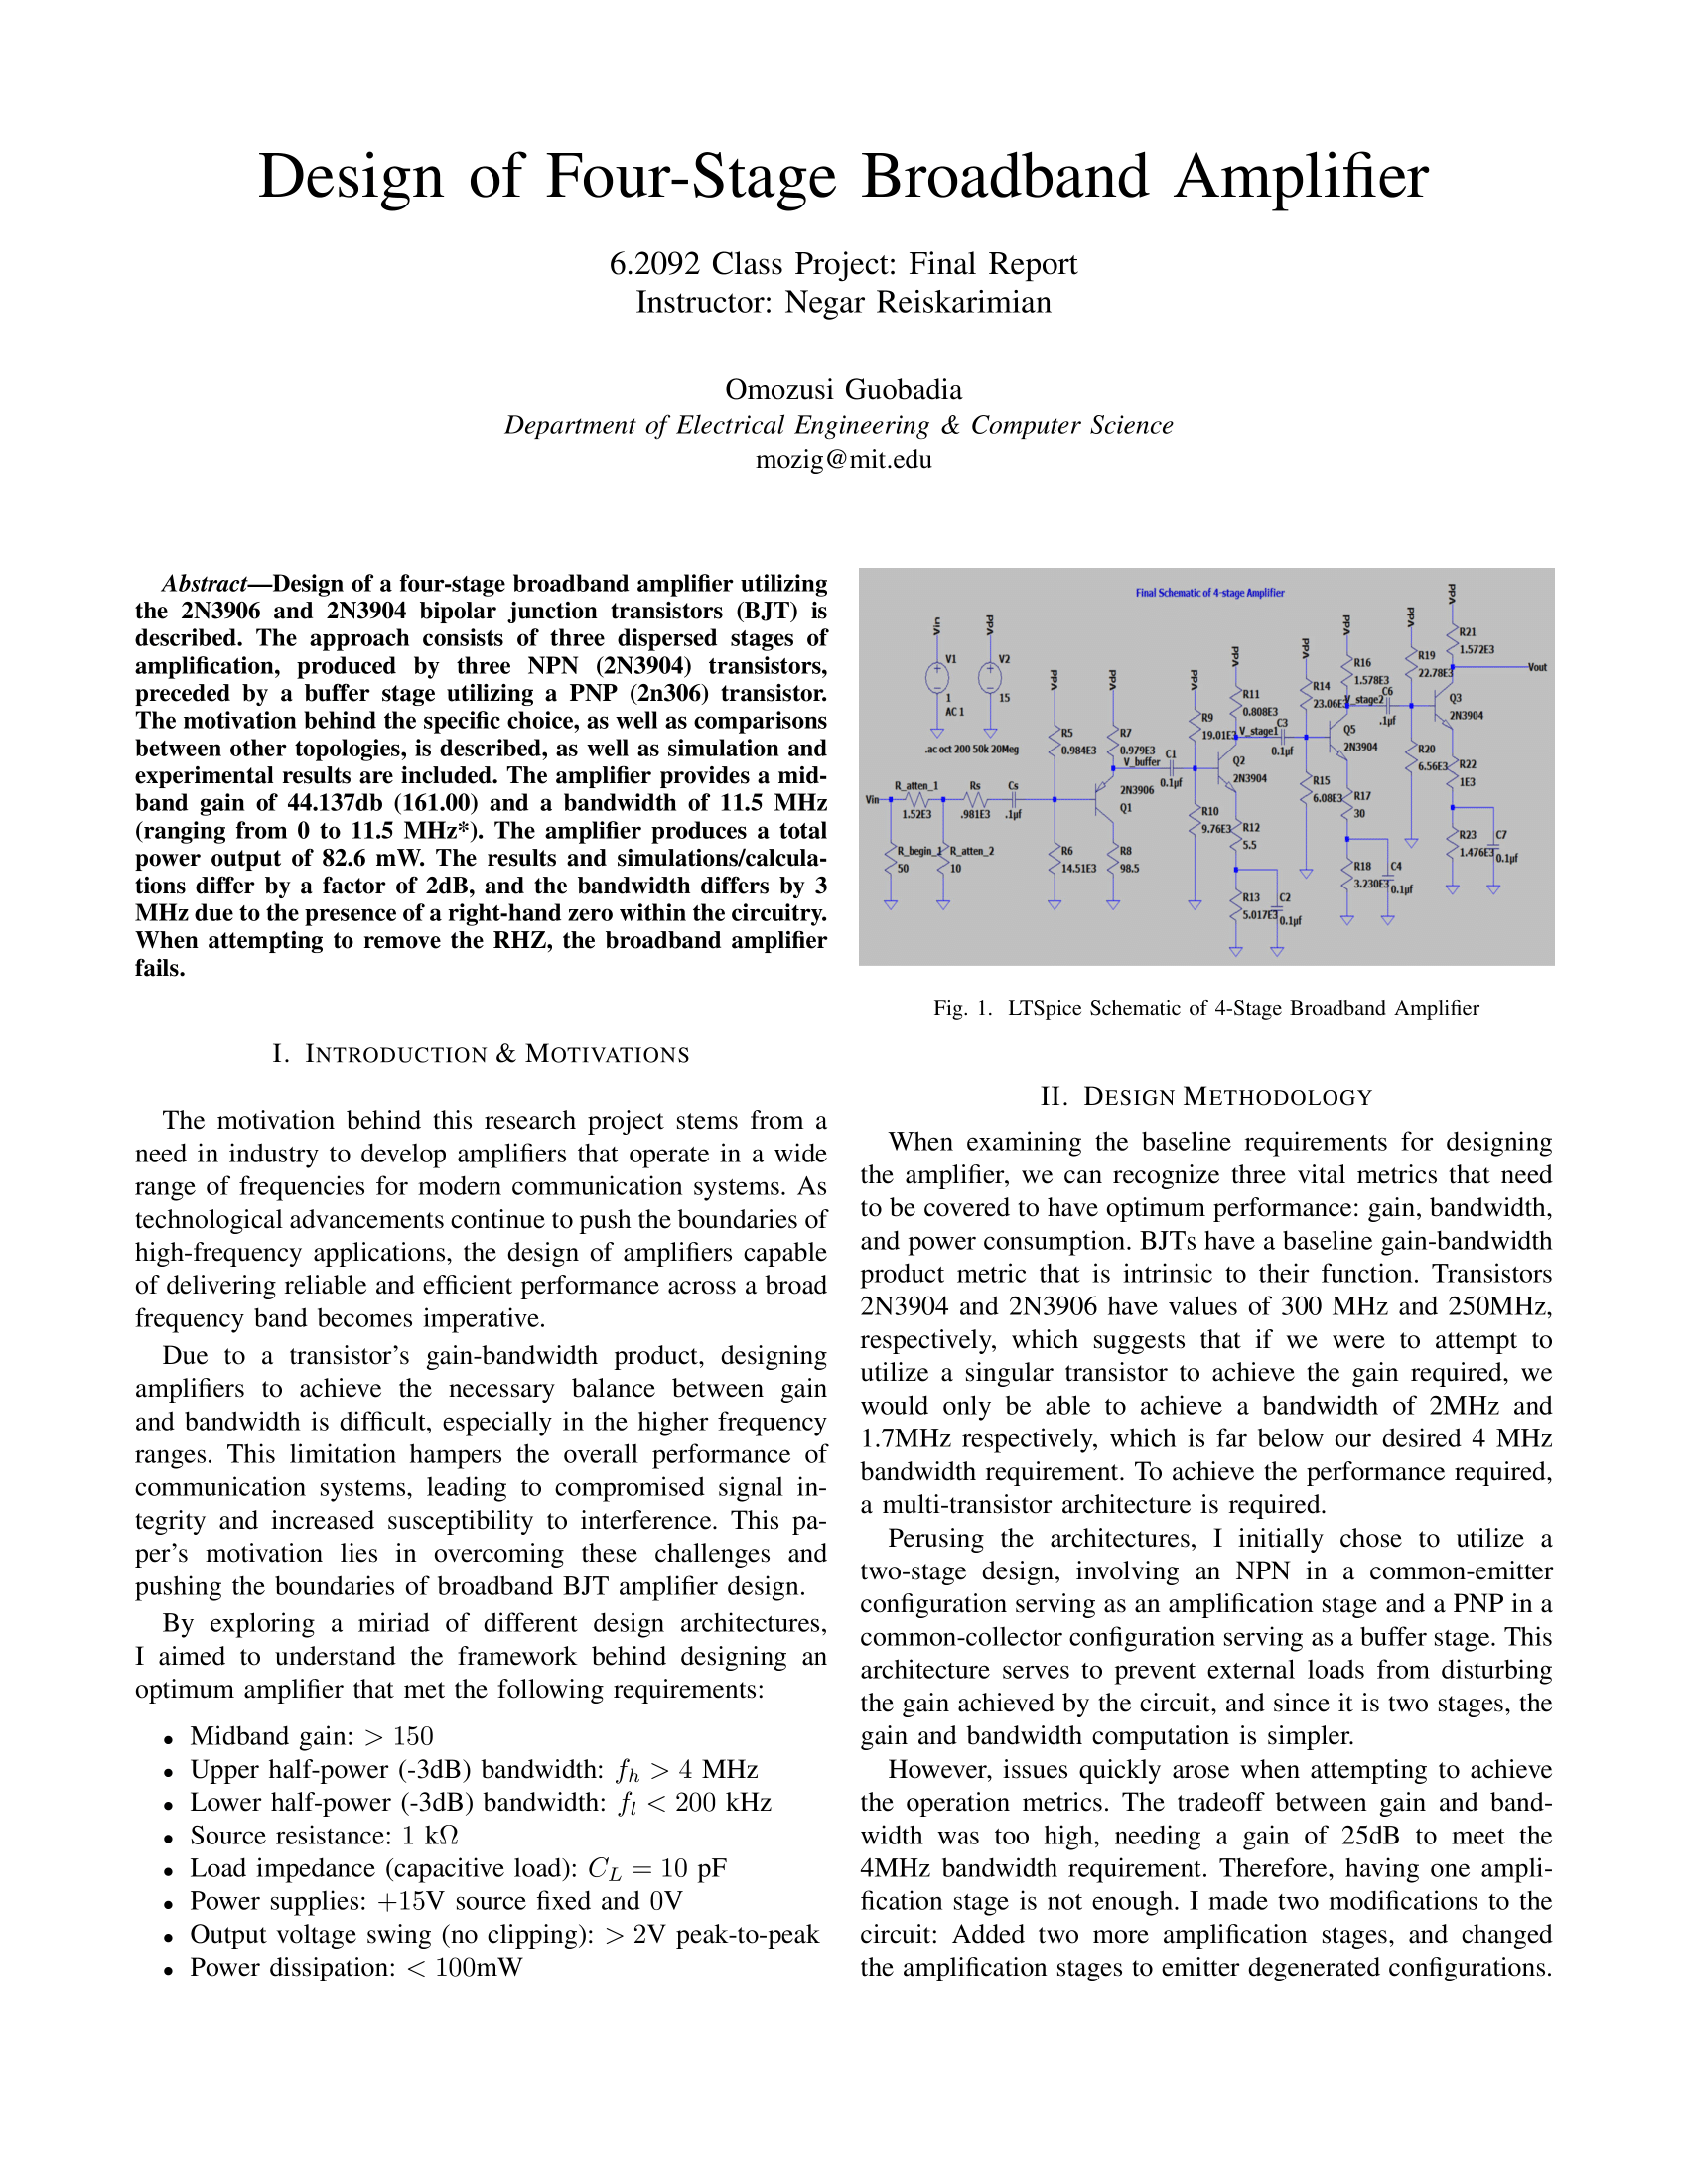 Design of Four-Stage Broadband Amplifier
6.2092 Class Project: Final Report
Instructor: Negar Reiskarimian
Omozusi Guobadia
Department of Electrical Engineering & Computer Science
mozig@mit.edu
Abstract—Design of a four-stage broadband amplifier utilizing
the 2N3906 and 2N3904 bipolar junction transistors (BJT) is
described. The approach consists of three dispersed stages of
amplification, produced by three NPN (2N3904) transistors,
preceded by a buffer stage utilizing a PNP (2n306) transistor.
The motivation behind the specific choice, as well as comparisons
between other topologies, is described, as well as simulation and
experimental results are included. The amplifier provides a mid-
band gain of 44.137db (161.00) and a bandwidth of 11.5 MHz
(ranging from 0 to 11.5 MHz*). The amplifier produces a total
power output of 82.6 mW. The results and simulations/calcula-
tions differ by a factor of 2dB, and the bandwidth differs by 3
MHz due to the presence of a right-hand zero within the circuitry.
When attempting to remove the RHZ, the broadband amplifier
fails.
I. INTRODUCTION & MOTIVATIONS
The motivation behind this research project stems from a
need in industry to develop amplifiers that operate in a wide
range of frequencies for modern communication systems. As
technological advancements continue to push the boundaries of
high-frequency applications, the design of amplifiers capable
of delivering reliable and efficient performance across a broad
frequency band becomes imperative.
Due to a transistor's gain-bandwidth product, designing
amplifiers to achieve the necessary balance between gain
and bandwidth is difficult, especially in the higher frequency
ranges. This limitation hampers the overall performance of
communication systems, leading to compromised signal in-
tegrity and increased susceptibility to interference. This pa-
per's motivation lies in overcoming these challenges and
pushing the boundaries of broadband BJT amplifier design.
By exploring a miriad of different design architectures,
I aimed to understand the framework behind designing an
optimum amplifier that met the following requirements:
• Midband gain: > 150
• Upper half-power (-3dB) bandwidth: fh > 4 MHz
• Lower half-power (-3dB) bandwidth: fl < 200 kHz
• Source resistance: 1 kΩ
• Load impedance (capacitive load): CL = 10 pF
• Power supplies: +15V source fixed and 0V
• Output voltage swing (no clipping): > 2V peak-to-peak
• Power dissipation: < 100mW
Final Schematic of 4-stage Amplifier
Vin
V1
1
AC 1
Vdd
V2
15
.ac oct 200 50k 20Meg
Vin
R_atten_1
1.52E3
Rs
.981E3
Cs
.1µf
R_begin_1
50
R_atten_2
10
Vdd
R5
0.984E3
R6
14.51E3
Vdd
R7
0.979E3
V_buffer
2N3906
Q1
R8
98.5
C1
0.1µf
Vdd
R9
19.01E3
R10
9.76E3
Vdd
R11
0.808E3
V_stage1
Q2
2N3904
R12
5.5
R13
5.017E3
C2
0.1µf
C3
0.1µf
Vdd
R14
23.06E3
R15
6.08E3
Vdd
R16
1.578E3
V_stage2
Q5
2N3904
R17
30
R18
3.230E3
C4
0.1µf
C6
.1µf
Vdd
R19
22.78E3
R20
6.56E3
Vdd
R21
1.572E3
Vout
Q3
2N3904
R22
1E3
R23
1.476E3
C7
0.1µf
Fig. 1. LTSpice Schematic of 4-Stage Broadband Amplifier
II. DESIGN METHODOLOGY
When examining the baseline requirements for designing
the amplifier, we can recognize three vital metrics that need
to be covered to have optimum performance: gain, bandwidth,
and power consumption. BJTs have a baseline gain-bandwidth
product metric that is intrinsic to their function. Transistors
2N3904 and 2N3906 have values of 300 MHz and 250MHz,
respectively, which suggests that if we were to attempt to
utilize a singular transistor to achieve the gain required, we
would only be able to achieve a bandwidth of 2MHz and
1.7MHz respectively, which is far below our desired 4 MHz
bandwidth requirement. To achieve the performance required,
a multi-transistor architecture is required.
Perusing the architectures, I initially chose to utilize a
two-stage design, involving an NPN in a common-emitter
configuration serving as an amplification stage and a PNP in a
common-collector configuration serving as a buffer stage. This
architecture serves to prevent external loads from disturbing
the gain achieved by the circuit, and since it is two stages, the
gain and bandwidth computation is simpler.
However, issues quickly arose when attempting to achieve
the operation metrics. The tradeoff between gain and band-
width was too high, needing a gain of 25dB to meet the
4MHz bandwidth requirement. Therefore, having one ampli-
fication stage is not enough. I made two modifications to the
circuit: Added two more amplification stages, and changed
the amplification stages to emitter degenerated configurations.